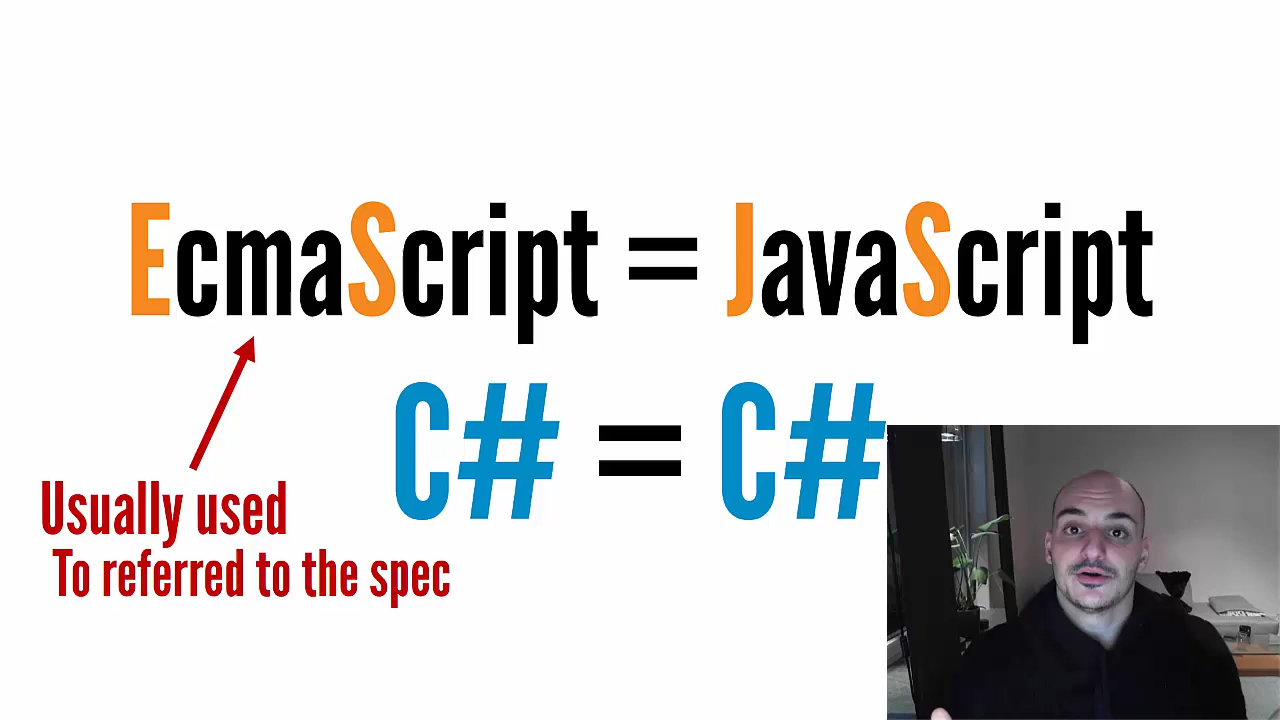 EcmaScript = JavaScript
C# = C#
Usually used
To referred to the spec